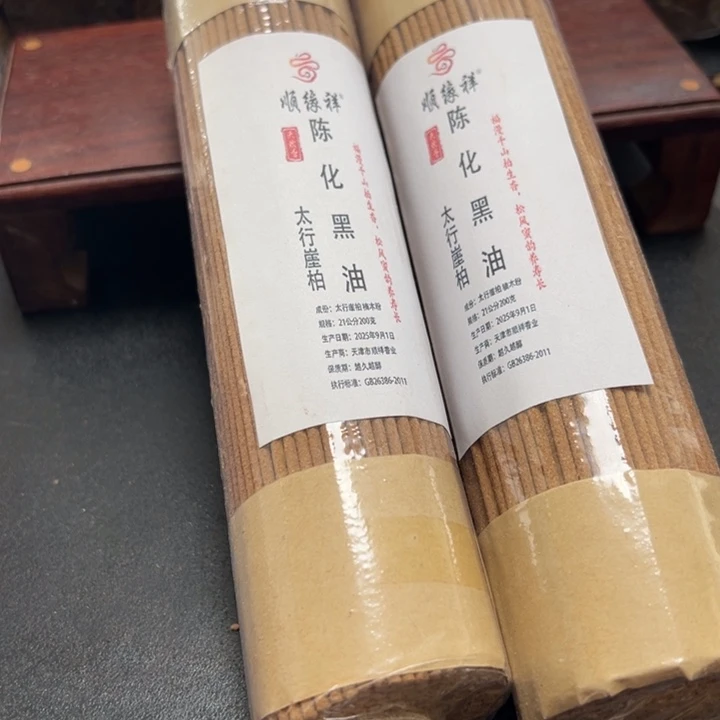 顺缘祥®
陈化黑油
太行崖柏
成份：太行崖柏 楠木粉
规格：21公分200克
生产日期：2025年9月1日
生产商：天津市顺祥香业
保质期：越久越醇
执行标准：GB26386-2011
顺缘祥®
陈化黑油
太行崖柏
成份：太行崖柏 楠木粉
规格：21公分200克
生产日期：2025年9月1日
生产商：天津市顺祥香业
保质期：越久越醇
执行标准：GB26386-2011